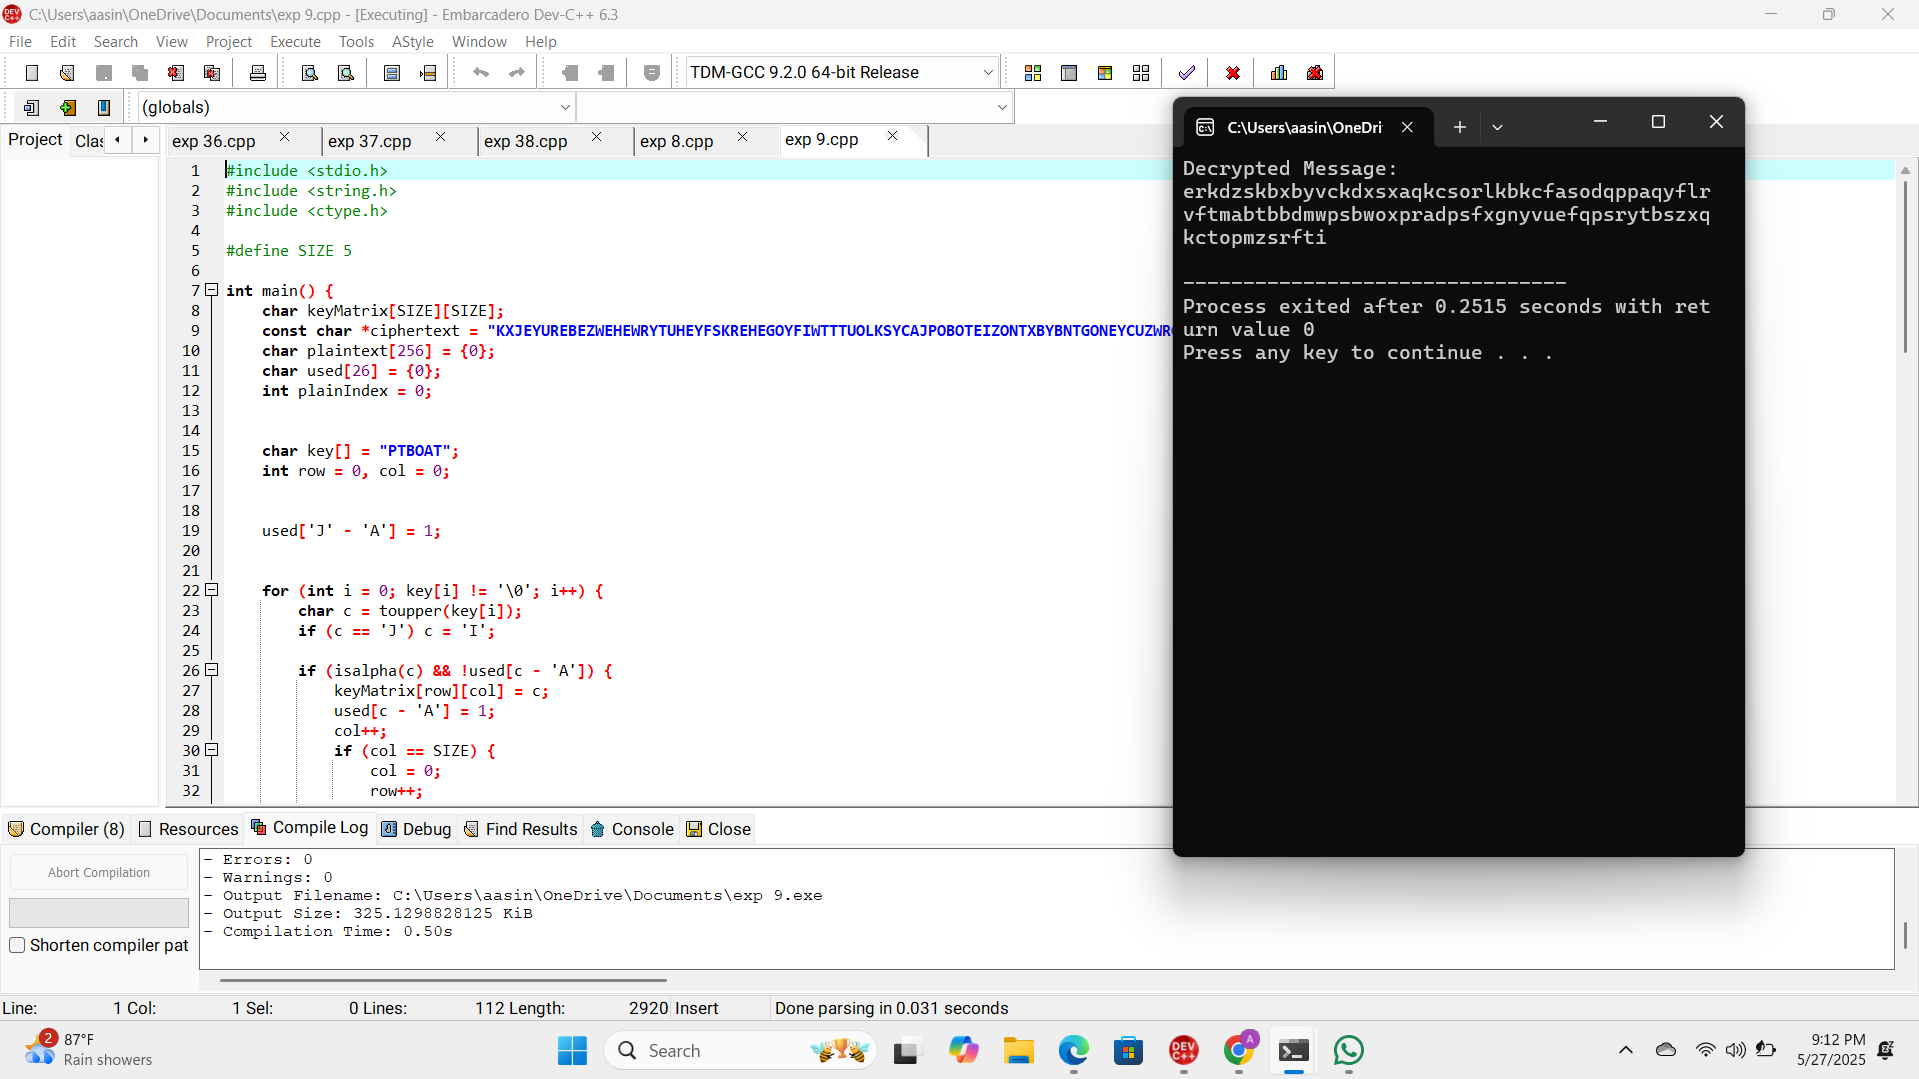 C:\Users\aasin\OneDrive\Documents\exp 9.cpp - [Executing] - Embarcadero Dev-C++ 6.3
File Edit Search View Project Execute Tools AStyle Window Help
TDM-GCC 9.2.0 64-bit Release
(globals)
Project Clas
exp 36.cpp exp 37.cpp exp 38.cpp exp 8.cpp exp 9.cpp
1 #include <stdio.h>
2 #include <string.h>
3 #include <ctype.h>
4
5 #define SIZE 5
6
7 int main() {
8 char keyMatrix[SIZE][SIZE];
9 const char *ciphertext = "KXJEYUREBEZWEHEWRYTUHEYFSKREHEGOYFIWTTTUOLKSYCAJPOBOTEIZONTXBYBNTGONEYCUZWR
10 char plaintext[256] = {0};
11 char used[26] = {0};
12 int plainIndex = 0;
13
14
15 char key[] = "PTBOAT";
16 int row = 0, col = 0;
17
18
19 used['J' - 'A'] = 1;
20
21
22 for (int i = 0; key[i] != '\0'; i++) {
23 char c = toupper(key[i]);
24 if (c == 'J') c = 'I';
25
26 if (isalpha(c) && !used[c - 'A']) {
27 keyMatrix[row][col] = c;
28 used[c - 'A'] = 1;
29 col++;
30 if (col == SIZE) {
31 col = 0;
32 row++;
C:\Users\aasin\OneDri
Decrypted Message:
erkdzskbxbyvckdxsxaqkcsorlkbkcfasodqppaqyflr
vftmabtbbdmwpsbwoxpradpsfxgnyvuefqpsrytbszxq
kctopmzsrfti
--------------------------------
Process exited after 0.2515 seconds with ret
urn value 0
Press any key to continue . . .
Compiler (8) Resources Compile Log Debug Find Results Console Close
Abort Compilation
Shorten compiler pat
- Errors: 0
- Warnings: 0
- Output Filename: C:\Users\aasin\OneDrive\Documents\exp 9.exe
- Output Size: 325.1298828125 KiB
- Compilation Time: 0.50s
Line: 1 Col: 1 Sel: 0 Lines: 112 Length: 2920 Insert Done parsing in 0.031 seconds
2
87°F
Rain showers
Search
DEV C++
A
9:12 PM
5/27/2025